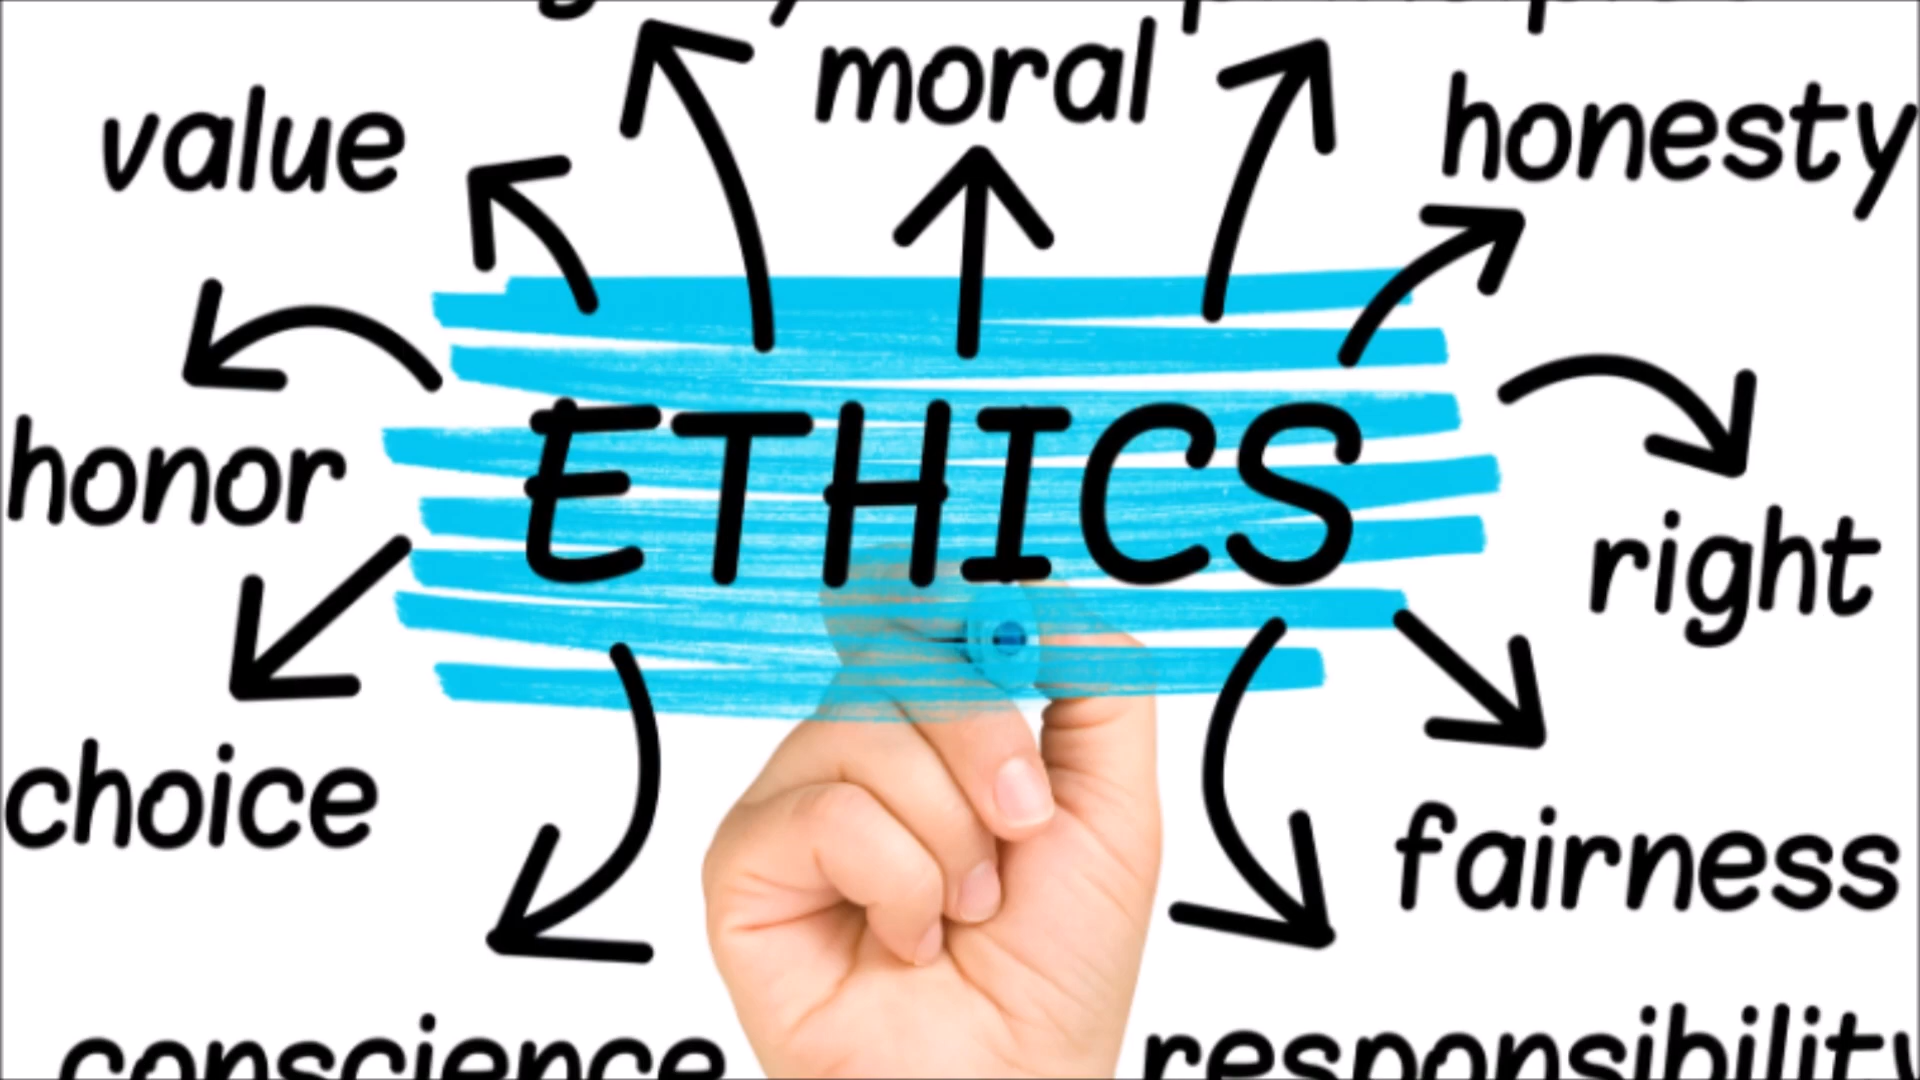 moral
value
honesty
honor
ETHICS
right
choice
fairness
conscience
responsibility